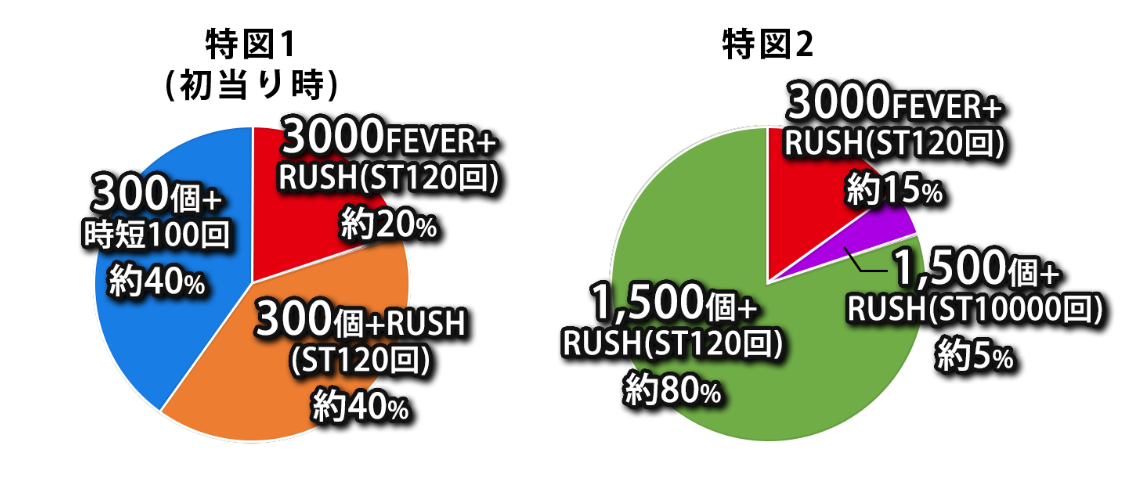 特図1
(初当り時)
3000FEVER+
RUSH(ST120回)
約20%
300個+
時短100回
約40%
300個+RUSH
(ST120回)
約40%
特図2
3000FEVER+
RUSH(ST120回)
約15%
1,500個+
RUSH(ST10000回)
約5%
1,500個+
RUSH(ST120回)
約80%